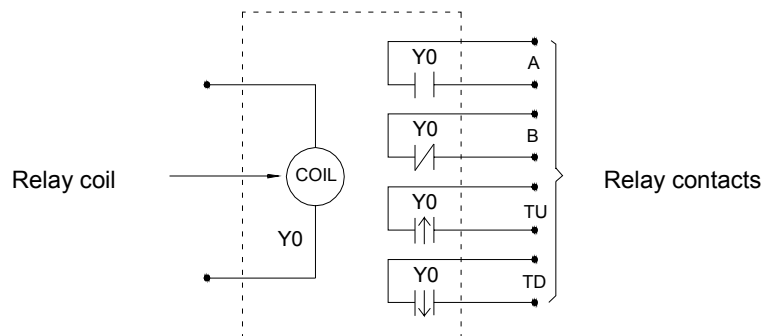 Y0
A
Y0
B
Relay coil
COIL
Relay contacts
Y0
TU
Y0
Y0
TD